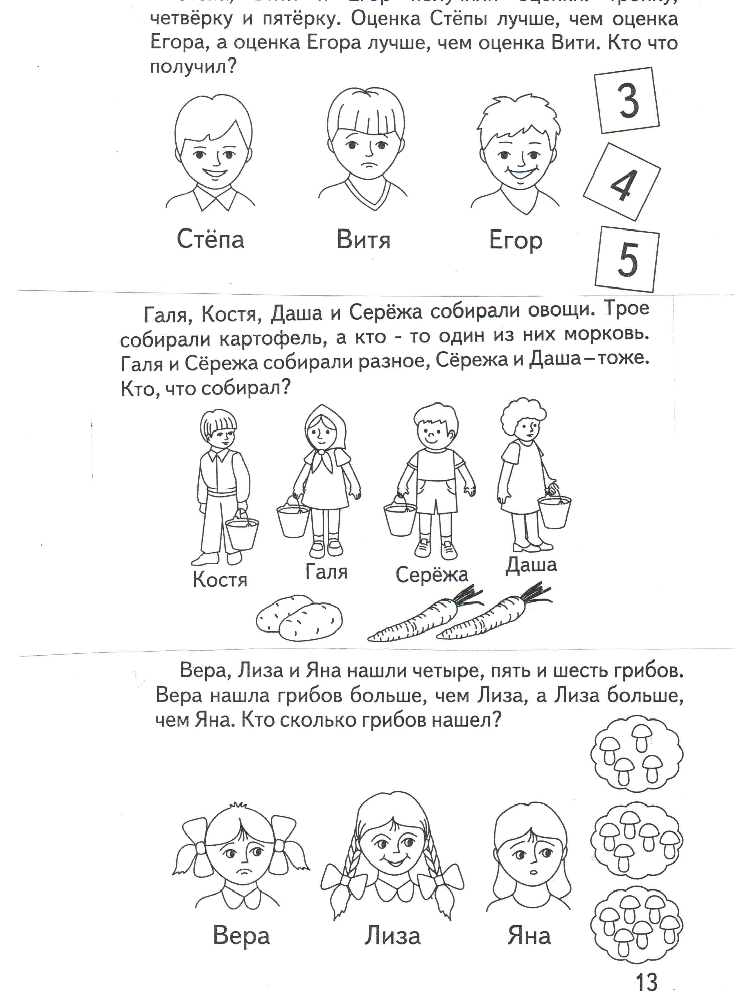 четвёрку и пятёрку. Оценка Стёпы лучше, чем оценка
Егора, а оценка Егора лучше, чем оценка Вити. Кто что
получил?
3
4
5
Стёпа Витя Егор
Галя, Костя, Даша и Серёжа собирали овощи. Трое
собирали картофель, а кто - то один из них морковь.
Галя и Сёрежа собирали разное, Сёрежа и Даша – тоже.
Кто, что собирал?
Костя Галя Серёжа Даша
Вера, Лиза и Яна нашли четыре, пять и шесть грибов.
Вера нашла грибов больше, чем Лиза, а Лиза больше,
чем Яна. Кто сколько грибов нашел?
Вера Лиза Яна
13